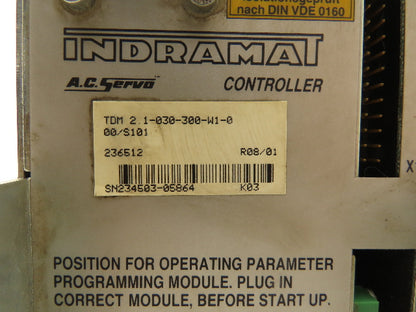 Isolationsgeprüft
nach DIN VDE 0160
INDRAMAT
A.C. Servo CONTROLLER
TDM 2.1-030-300-W1-0
00/S101
236512 R08/01
SN234503-05864 K03
X
POSITION FOR OPERATING PARAMETER
PROGRAMMING MODULE. PLUG IN
CORRECT MODULE, BEFORE START UP.